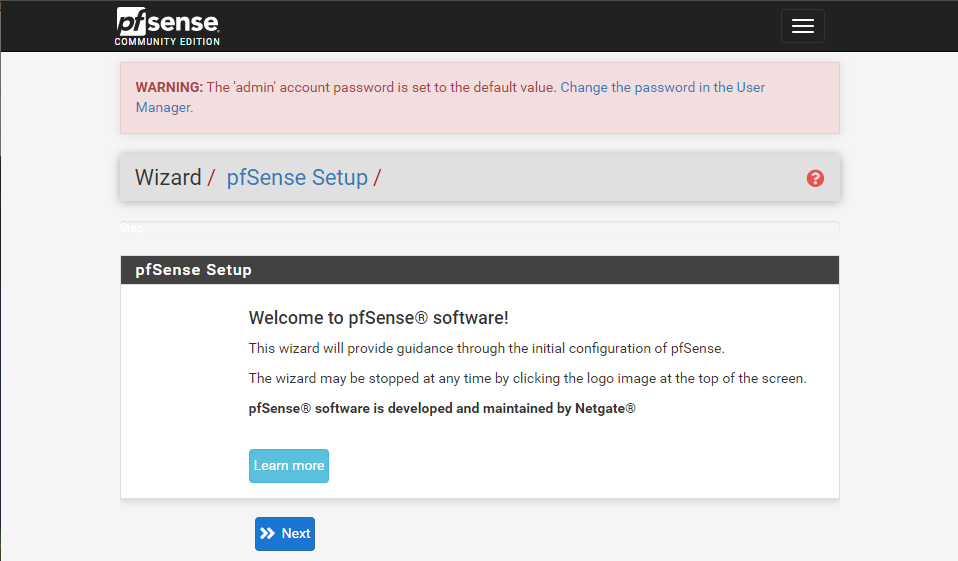 pfsense
COMMUNITY EDITION
WARNING: The 'admin' account password is set to the default value. Change the password in the User
Manager.
Wizard / pfSense Setup /
Step
pfSense Setup
Welcome to pfSense® software!
This wizard will provide guidance through the initial configuration of pfSense.
The wizard may be stopped at any time by clicking the logo image at the top of the screen.
pfSense® software is developed and maintained by Netgate®
Learn more
Next